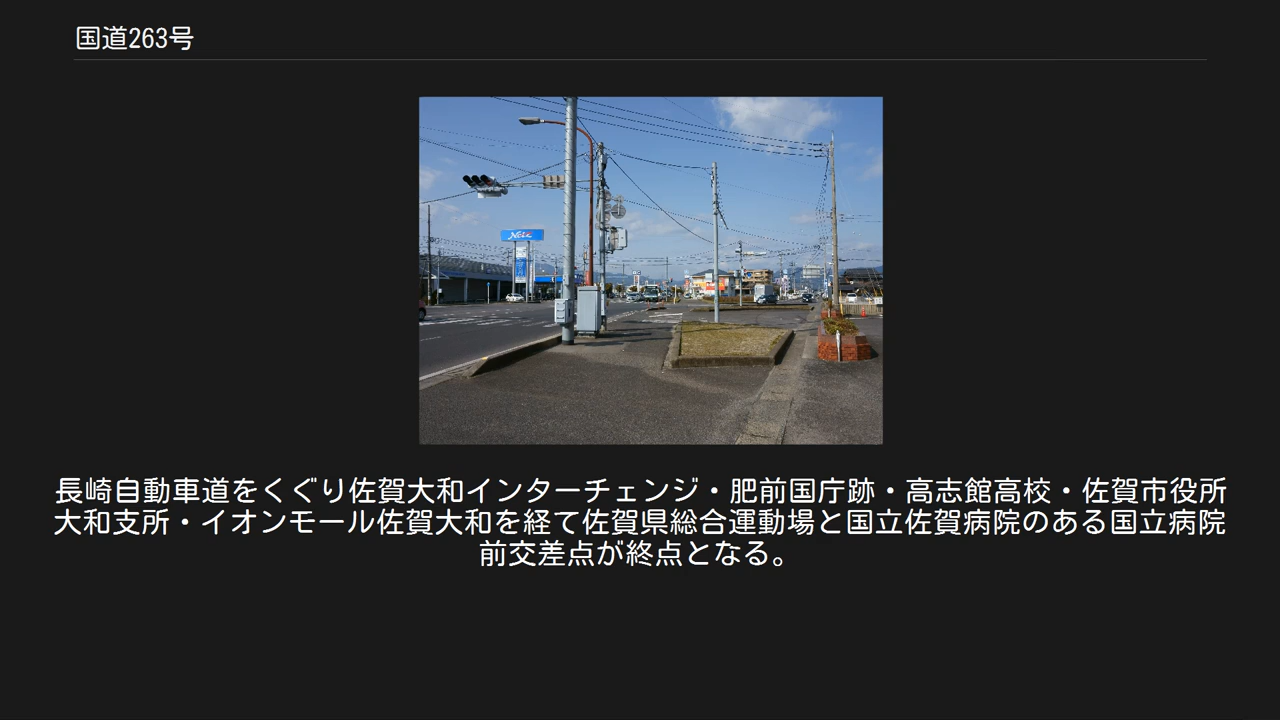 国道263号
長崎自動車道をくぐり佐賀大和インターチェンジ・肥前国庁跡・高志館高校・佐賀市役所
大和支所・イオンモール佐賀大和を経て佐賀県総合運動場と国立佐賀病院のある国立病院
前交差点が終点となる。